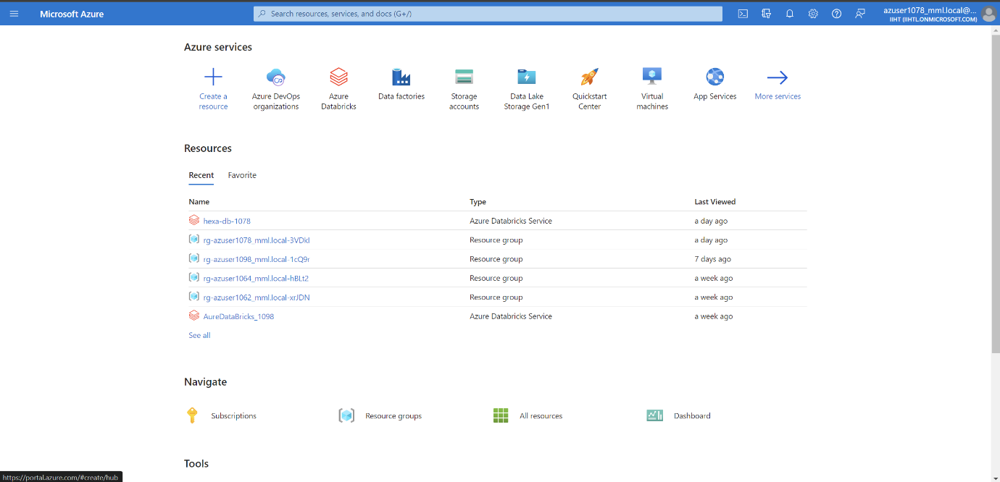 Microsoft Azure
Search resources, services, and docs (G+/)
azuser1078_mml.local@...
IIHT (IIHTLONMICROSOFT.COM)
Azure services
Create a
resource
Azure DevOps
organizations
Azure
Databricks
Data factories
Storage
accounts
Data Lake
Storage Gen1
Quickstart
Center
Virtual
machines
App Services
More services
Resources
Recent Favorite
Name Type Last Viewed
hexa-db-1078 Azure Databricks Service a day ago
rg-azuser1078_mml.local-3VDkI Resource group a day ago
rg-azuser1098_mml.local-1cQ9r Resource group 7 days ago
rg-azuser1064_mml.local-hBLt2 Resource group a week ago
rg-azuser1062_mml.local-xrJDN Resource group a week ago
AureDataBricks_1098 Azure Databricks Service a week ago
See all
Navigate
Subscriptions Resource groups All resources Dashboard
Tools
https://portal.azure.com/#create/hub